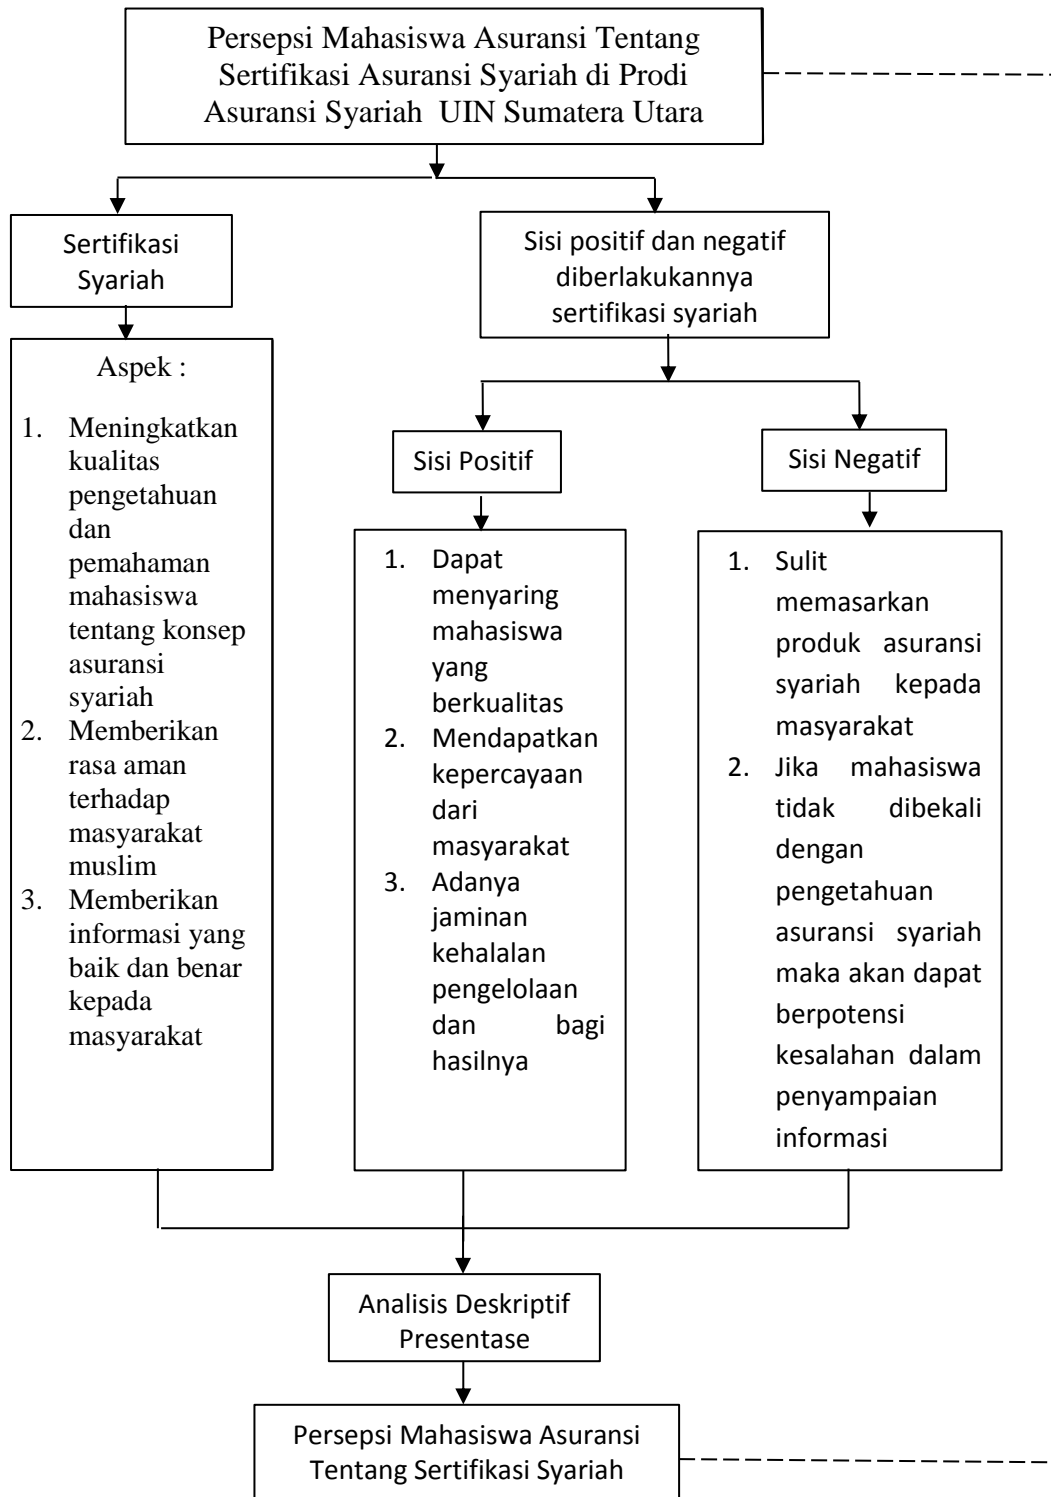 Persepsi Mahasiswa Asuransi Tentang
Sertifikasi Asuransi Syariah di Prodi
Asuransi Syariah UIN Sumatera Utara
Sertifikasi
Syariah
Sisi positif dan negatif
diberlakukannya
sertifikasi syariah
Aspek :
1. Meningkatkan
kualitas
pengetahuan
dan
pemahaman
mahasiswa
tentang konsep
asuransi
syariah
2. Memberikan
rasa aman
terhadap
masyarakat
muslim
3. Memberikan
informasi yang
baik dan benar
kepada
masyarakat
Sisi Positif
1. Dapat
menyaring
mahasiswa
yang
berkualitas
2. Mendapatkan
kepercayaan
dari
masyarakat
3. Adanya
jaminan
kehalalan
pengelolaan
dan bagi
hasilnya
Sisi Negatif
1. Sulit
memasarkan
produk asuransi
syariah kepada
masyarakat
2. Jika mahasiswa
tidak dibekali
dengan
pengetahuan
asuransi syariah
maka akan dapat
berpotensi
kesalahan dalam
penyampaian
informasi
Analisis Deskriptif
Presentase
Persepsi Mahasiswa Asuransi
Tentang Sertifikasi Syariah